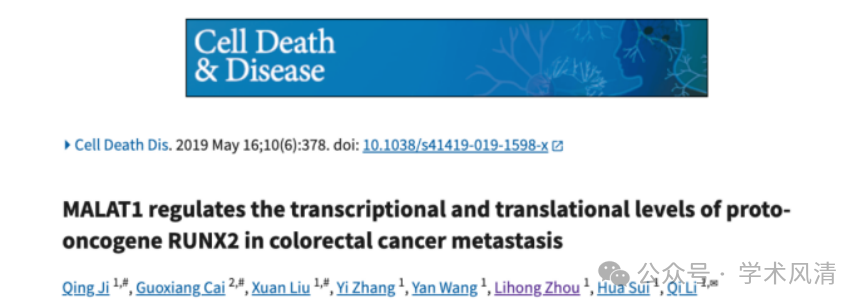 Cell Death
& Disease
Cell Death Dis. 2019 May 16;10(6):378. doi: 10.1038/s41419-019-1598-x
MALAT1 regulates the transcriptional and translational levels of proto-
oncogene RUNX2 in colorectal cancer metastasis
Qing Ji 1,#, Guoxiang Cai 2,#, Xuan Liu 1,#, Yi Zhang 1, Yan Wang 1, Lihong Zhou 1, Hua Sui 1, Qi Li 1,✉
公众号 · 学术风清